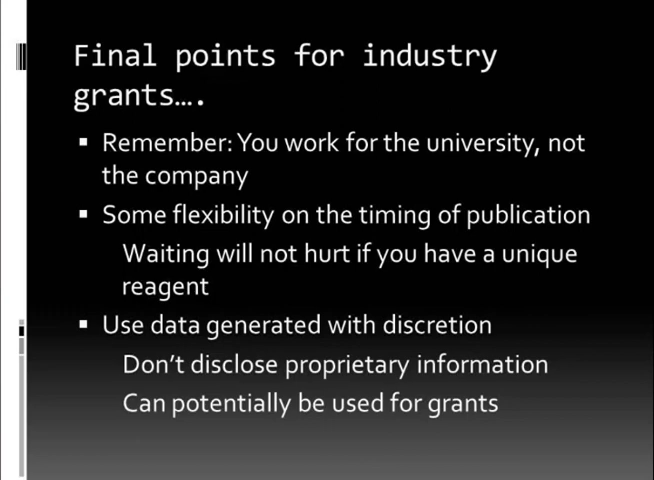 Final points for industry
grants….
▪ Remember: You work for the university, not
the company
▪ Some flexibility on the timing of publication
Waiting will not hurt if you have a unique
reagent
▪ Use data generated with discretion
Don't disclose proprietary information
Can potentially be used for grants